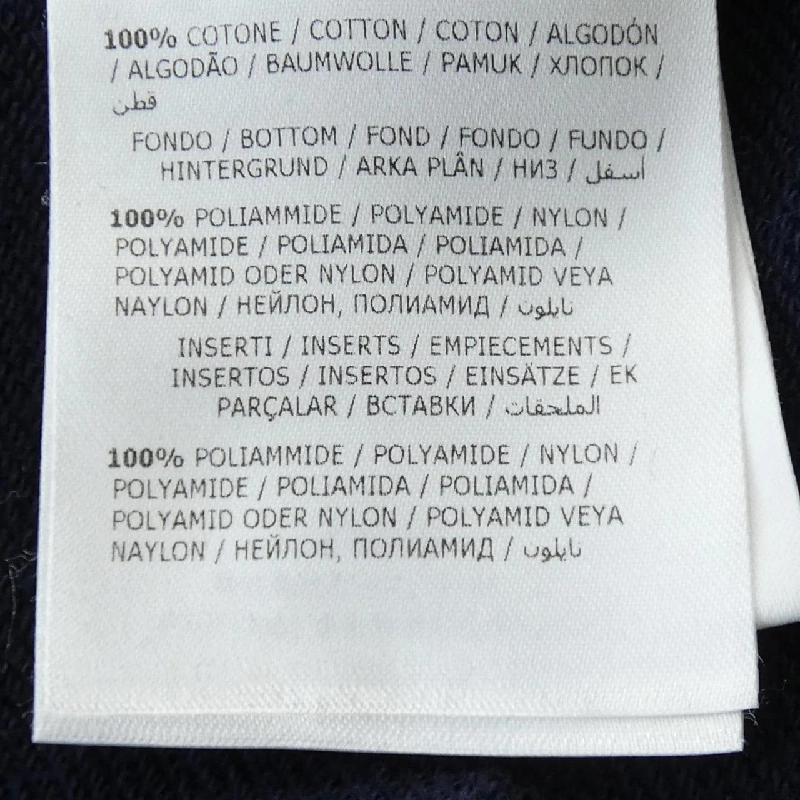 100% COTONE / COTTON / COTON / ALGODÓN
/ ALGODÃO / BAUMWOLLE / PAMUK / ХЛОПОК /
قطن
FONDO / BOTTOM / FOND / FONDO / FUNDO /
HINTERGRUND / ARKA PLÂN / НИЗ / أسفل
100% POLIAMMIDE / POLYAMIDE / NYLON /
POLYAMIDE / POLIAMIDA / POLIAMIDA /
POLYAMID ODER NYLON / POLYAMID VEYA
NAYLON / НЕЙЛОН, ПОЛИАМИД / نايلون
INSERTI / INSERTS / EMPIECEMENTS /
INSERTOS / INSERTOS / EINSÄTZE / EK
PARÇALAR / ВСТАВКИ / الملحقات
100% POLIAMMIDE / POLYAMIDE / NYLON /
POLYAMIDE / POLIAMIDA / POLIAMIDA /
POLYAMID ODER NYLON / POLYAMID VEYA
NAYLON / НЕЙЛОН, ПОЛИАМИД / نايلون